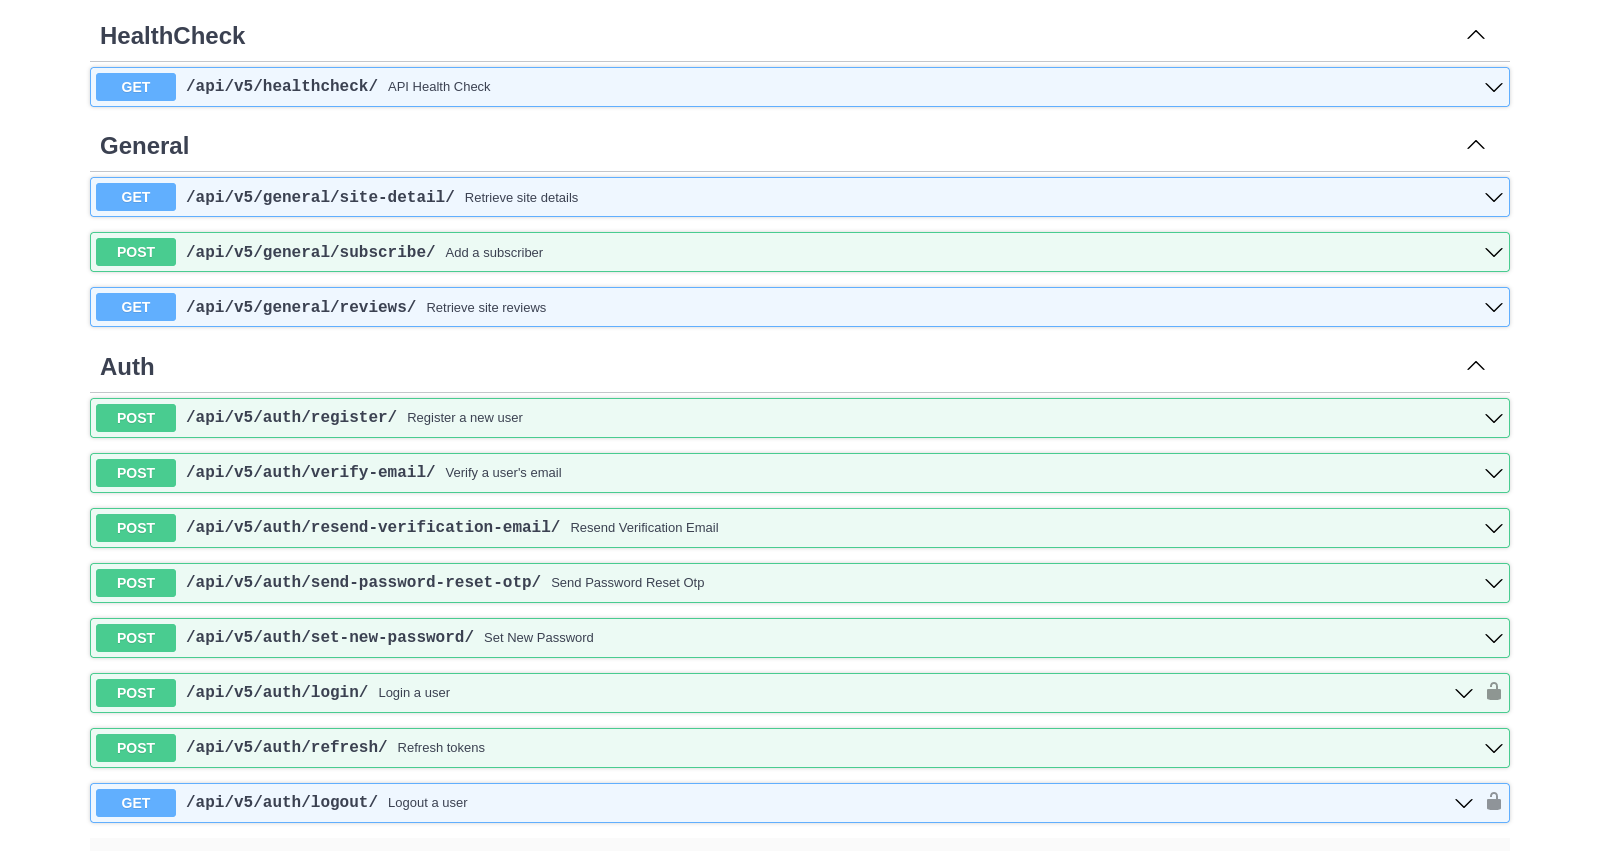 HealthCheck
GET /api/v5/healthcheck/ API Health Check
General
GET /api/v5/general/site-detail/ Retrieve site details
POST /api/v5/general/subscribe/ Add a subscriber
GET /api/v5/general/reviews/ Retrieve site reviews
Auth
POST /api/v5/auth/register/ Register a new user
POST /api/v5/auth/verify-email/ Verify a user's email
POST /api/v5/auth/resend-verification-email/ Resend Verification Email
POST /api/v5/auth/send-password-reset-otp/ Send Password Reset Otp
POST /api/v5/auth/set-new-password/ Set New Password
POST /api/v5/auth/login/ Login a user
POST /api/v5/auth/refresh/ Refresh tokens
GET /api/v5/auth/logout/ Logout a user